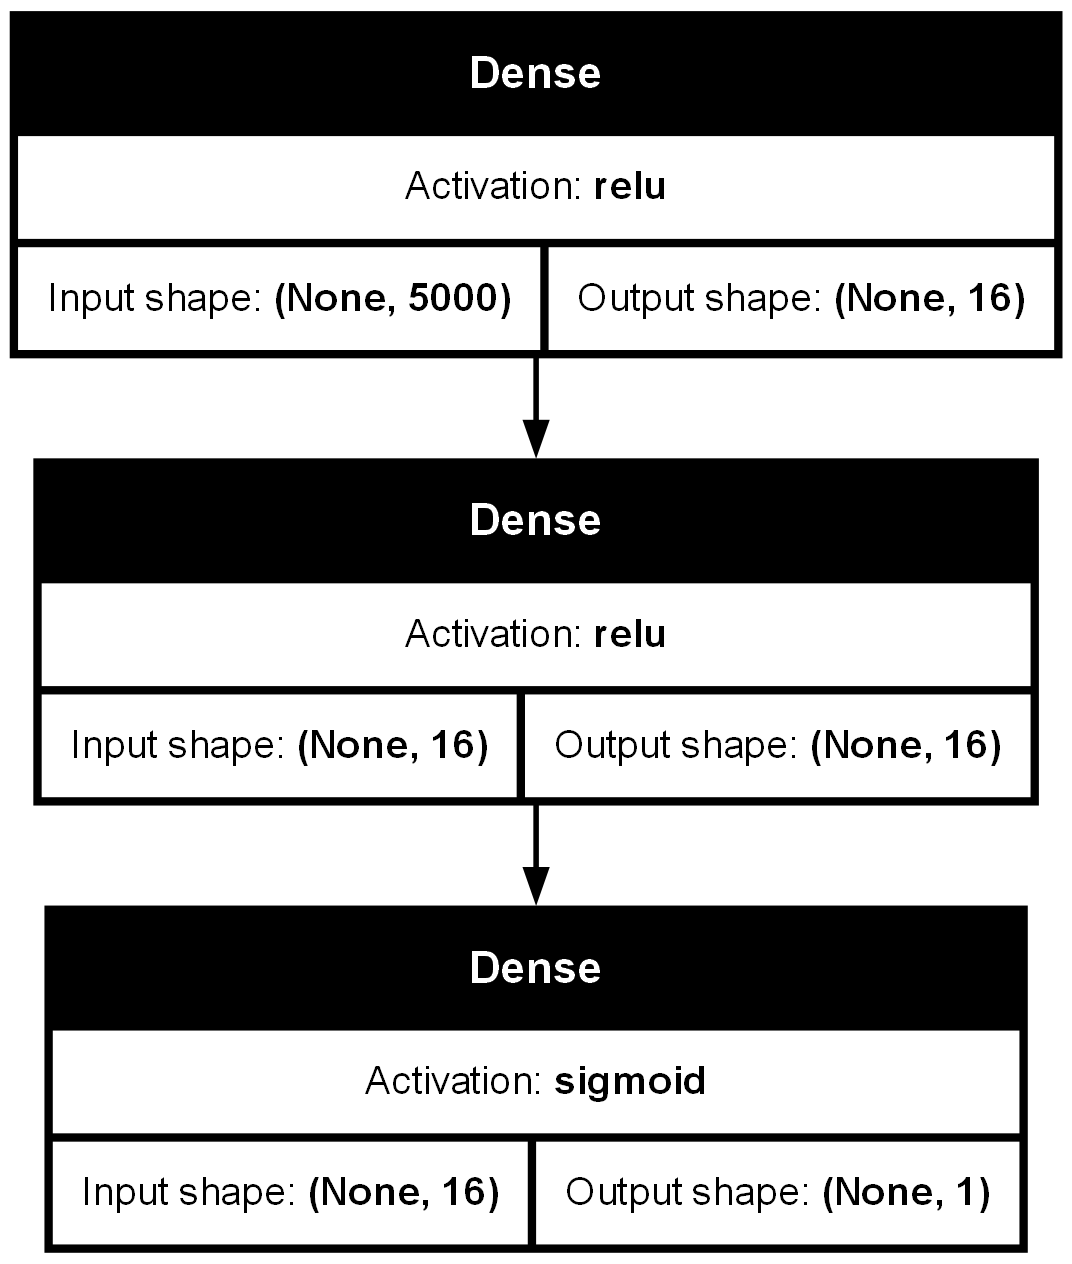 Dense
Activation: relu
Input shape: (None, 5000) Output shape: (None, 16)
Dense
Activation: relu
Input shape: (None, 16) Output shape: (None, 16)
Dense
Activation: sigmoid
Input shape: (None, 16) Output shape: (None, 1)